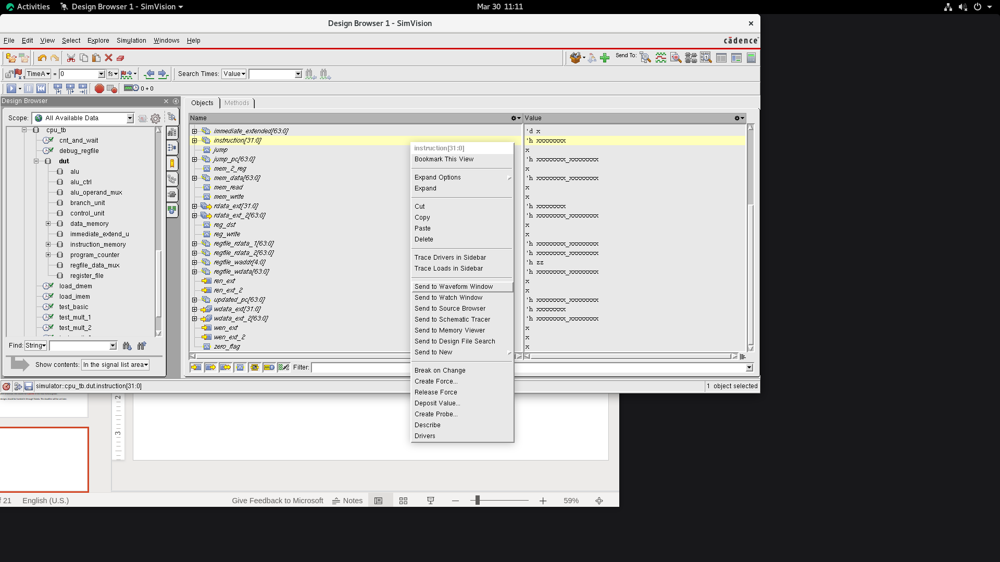 Activities
Design Browser 1 - SimVision
Mar 30 11:11
Design Browser 1 - SimVision
File Edit View Select Explore Simulation Windows Help
cādence
Send To:
TimeA = 0 fs
Search Times: Value
0 + 0
Design Browser
Scope: All Available Data
cpu_tb
cnt_and_wait
debug_regfile
dut
alu
alu_ctrl
alu_operand_mux
branch_unit
control_unit
data_memory
immediate_extend_u
instruction_memory
program_counter
regfile_data_mux
register_file
load_dmem
load_imem
test_basic
test_mult_1
test_mult_2
Find: String
Show contents: In the signal list area
Objects Methods
Name Value
immediate_extended[63:0] 'd x
instruction[31:0] 'h xxxxxxxx
jump x
jump_pc[63:0] 'h xxxxxxxx_xxxxxxxx
mem_2_reg x
mem_data[63:0] 'h xxxxxxxx_xxxxxxxx
mem_read x
mem_write x
rdata_ext[31:0] 'h xxxxxxxx
rdata_ext_2[63:0] 'h xxxxxxxx_xxxxxxxx
reg_dst x
reg_write x
regfile_rdata_1[63:0] 'h xxxxxxxx_xxxxxxxx
regfile_rdata_2[63:0] 'h xxxxxxxx_xxxxxxxx
regfile_waddr[4:0] 'h zz
regfile_wdata[63:0] 'h xxxxxxxx_xxxxxxxx
ren_ext x
ren_ext_2 x
updated_pc[63:0] 'h xxxxxxxx_xxxxxxxx
wdata_ext[31:0] 'h xxxxxxxx
wdata_ext_2[63:0] 'h xxxxxxxx_xxxxxxxx
wen_ext x
wen_ext_2 x
zero_flag x
Filter:
instruction[31:0]
Bookmark This View
Expand Options
Expand
Cut
Copy
Paste
Delete
Trace Drivers in Sidebar
Trace Loads in Sidebar
Send to Waveform Window
Send to Watch Window
Send to Source Browser
Send to Schematic Tracer
Send to Memory Viewer
Send to Design File Search
Send to New
Break on Change
Create Force...
Release Force
Deposit Value...
Create Probe...
Describe
Drivers
simulator::cpu_tb.dut.instruction[31:0]
1 object selected
2
3
f 21 English (U.S.)
Give Feedback to Microsoft Notes 59%